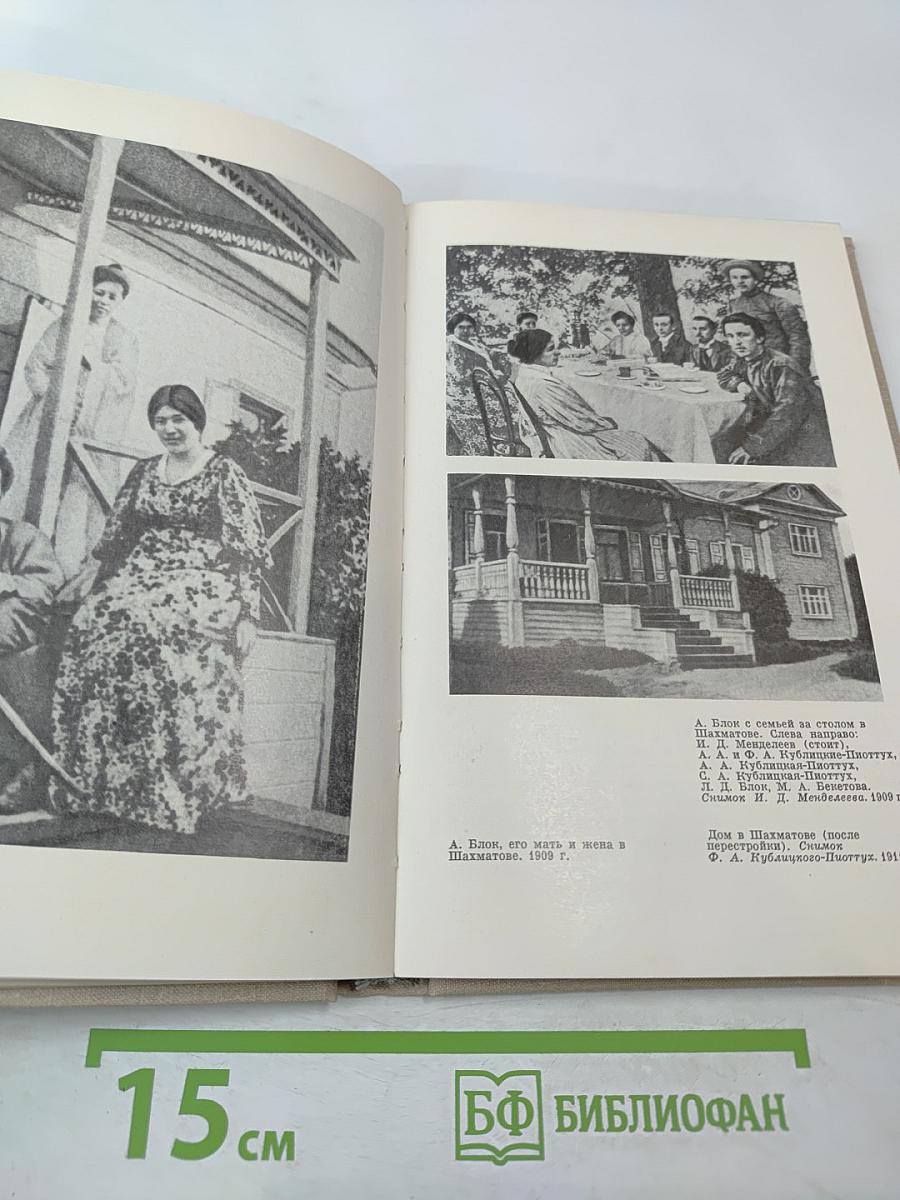 А. Блок с семьей за столом в
Шахматове. Слева направо:
И. Д. Менделеев (стоит),
А. А. и Ф. А. Кублицкие-Пиоттух,
А. А. Кублицкая-Пиоттух,
С. А. Кублицкая-Пиоттух,
Л. Д. Блок, М. А. Бекетова.
Снимок И. Д. Менделеева. 1909 г
А. Блок, его мать и жена в
Шахматове. 1909 г.
Дом в Шахматове (после
перестройки). Снимок
Ф. А. Кублицкого-Пиоттух.
15 см
БФ БИБЛИОФАН